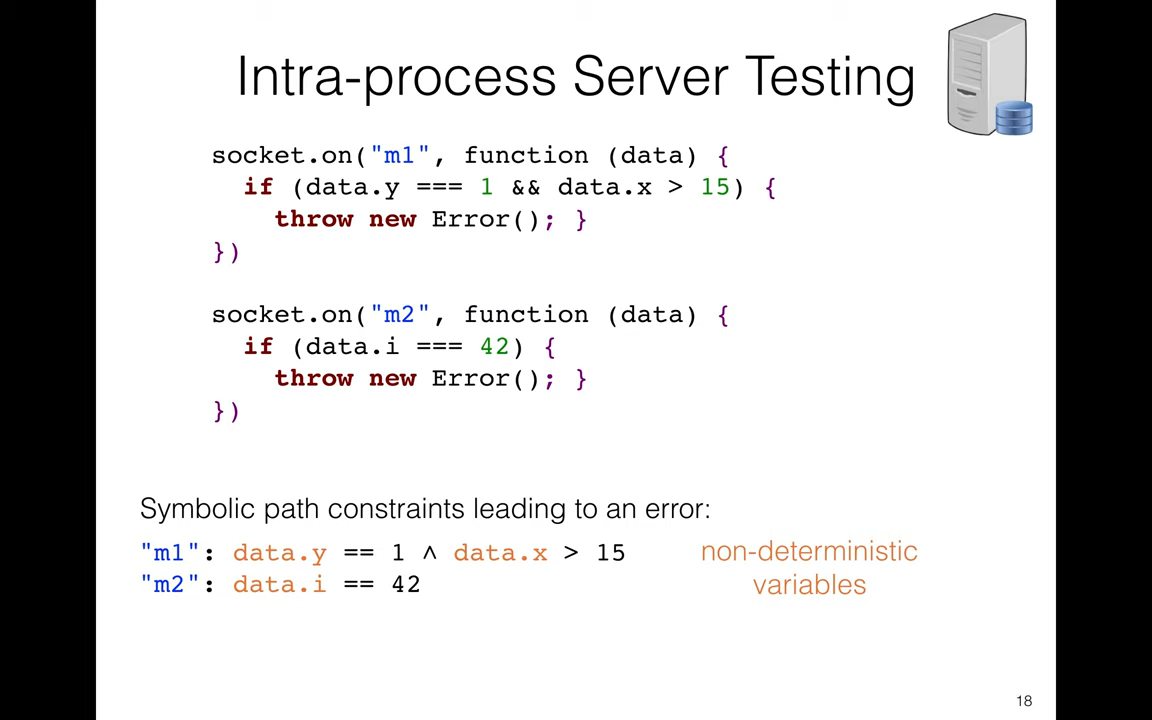 Intra-process Server Testing
socket.on("m1", function (data) {
if (data.y === 1 && data.x > 15) {
throw new Error(); }
})
socket.on("m2", function (data) {
if (data.i === 42) {
throw new Error(); }
})
Symbolic path constraints leading to an error:
"m1": data.y == 1 ∧ data.x > 15
"m2": data.i == 42
non-deterministic
variables
18